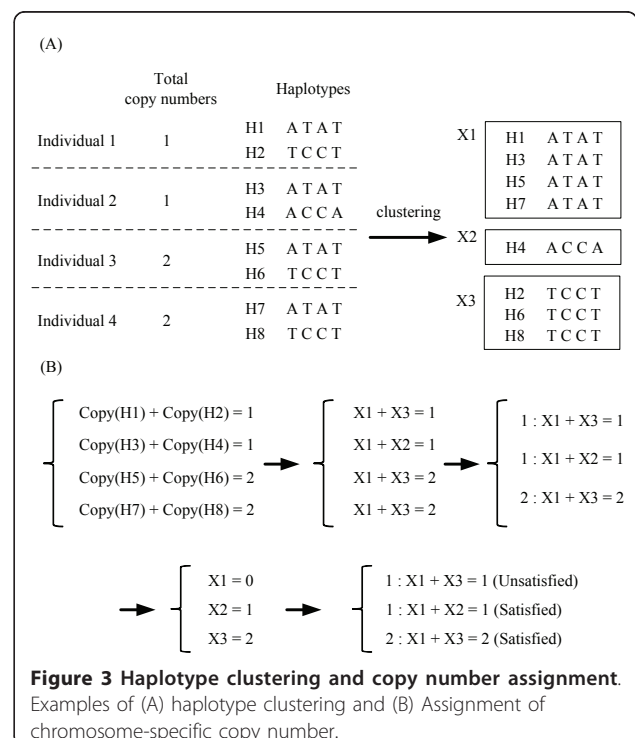 (A)
Total
copy numbers
Haplotypes
Individual 1 1
H1 A T A T
H2 T C C T
Individual 2 1
H3 A T A T
H4 A C C A
Individual 3 2
H5 A T A T
H6 T C C T
Individual 4 2
H7 A T A T
H8 T C C T
clustering
X1
H1 A T A T
H3 A T A T
H5 A T A T
H7 A T A T
X2
H4 A C C A
X3
H2 T C C T
H6 T C C T
H8 T C C T
(B)
Copy(H1) + Copy(H2) = 1
Copy(H3) + Copy(H4) = 1
Copy(H5) + Copy(H6) = 2
Copy(H7) + Copy(H8) = 2
X1 + X3 = 1
X1 + X2 = 1
X1 + X3 = 2
X1 + X3 = 2
1 : X1 + X3 = 1
1 : X1 + X2 = 1
2 : X1 + X3 = 2
X1 = 0
X2 = 1
X3 = 2
1 : X1 + X3 = 1 (Unsatisfied)
1 : X1 + X2 = 1 (Satisfied)
2 : X1 + X3 = 2 (Satisfied)
Figure 3 Haplotype clustering and copy number assignment.
Examples of (A) haplotype clustering and (B) Assignment of
chromosome-specific copy number.